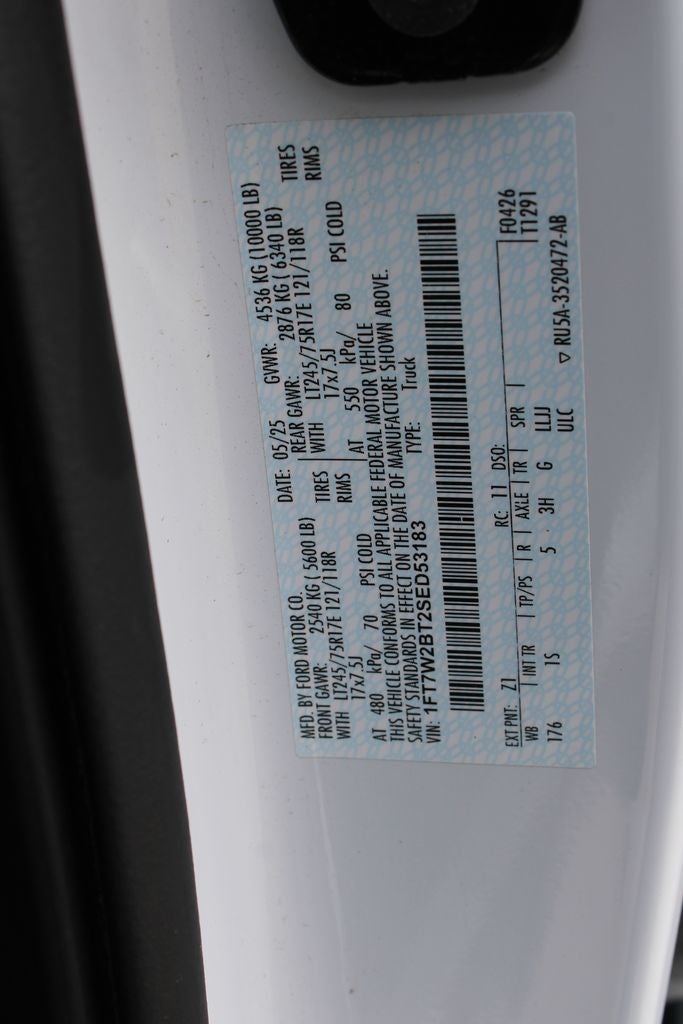 MFD. BY FORD MOTOR CO.
DATE: 05/25 GVWR: 4536 KG (10000 LB)
FRONT GAWR: 2540 KG ( 5600 LB) REAR GAWR: 2876 KG ( 6340 LB)
WITH LT245/75R17E 121/118R TIRES WITH LT245/75R17E 121/118R TIRES
17x7.5J RIMS 17x7.5J RIMS
AT 480 kPa/ 70 PSI COLD AT 550 kPa/ 80 PSI COLD
THIS VEHICLE CONFORMS TO ALL APPLICABLE FEDERAL MOTOR VEHICLE
SAFETY STANDARDS IN EFFECT ON THE DATE OF MANUFACTURE SHOWN ABOVE.
VIN: 1FT7W2BT2SED53183 TYPE: Truck
EXT PNT: Z1 RC: 11 DSO: F0426
WB INT TR TP/PS R AXLE TR SPR T1291
176 1S 5 3H G LLJJ
ULC ▽ RU5A-3520472-AB